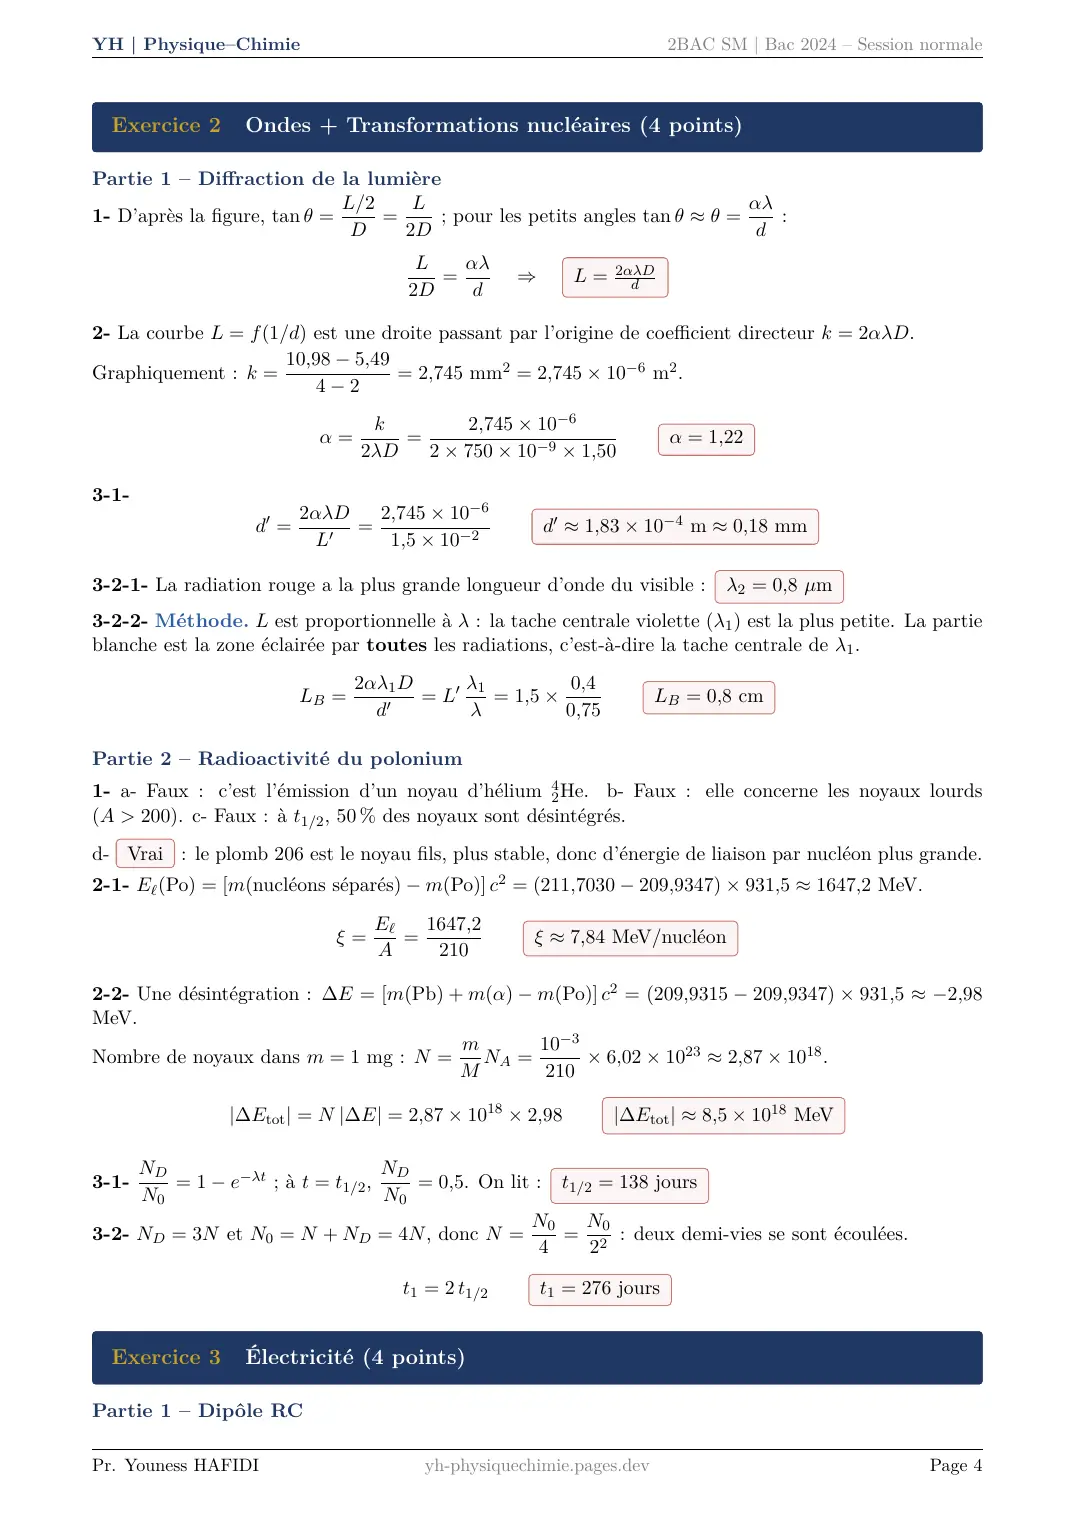 YH | Physique–Chimie 2BAC SM | Bac 2024 – Session normale
Exercice 2 Ondes + Transformations nucléaires (4 points)
Partie 1 – Diffraction de la lumière
1- D'après la figure, tan θ = (L/2)/D = L/(2D) ; pour les petits angles tan θ ≈ θ = αλ/d :
L/(2D) = αλ/d ⇒ L = 2αλD/d
2- La courbe L = f(1/d) est une droite passant par l'origine de coefficient directeur k = 2αλD.
Graphiquement : k = (10,98 − 5,49)/(4 − 2) = 2,745 mm² = 2,745 × 10⁻⁶ m².
α = k/(2λD) = (2,745 × 10⁻⁶)/(2 × 750 × 10⁻⁹ × 1,50) α = 1,22
3-1-
d′ = 2αλD/L′ = (2,745 × 10⁻⁶)/(1,5 × 10⁻²) d′ ≈ 1,83 × 10⁻⁴ m ≈ 0,18 mm
3-2-1- La radiation rouge a la plus grande longueur d'onde du visible : λ₂ = 0,8 μm
3-2-2- Méthode. L est proportionnelle à λ : la tache centrale violette (λ₁) est la plus petite. La partie
blanche est la zone éclairée par toutes les radiations, c'est-à-dire la tache centrale de λ₁.
L_B = 2αλ₁D/d′ = L′ λ₁/λ = 1,5 × 0,4/0,75 L_B = 0,8 cm
Partie 2 – Radioactivité du polonium
1- a- Faux : c'est l'émission d'un noyau d'hélium ⁴₂He. b- Faux : elle concerne les noyaux lourds
(A > 200). c- Faux : à t₁/₂, 50 % des noyaux sont désintégrés.
d- Vrai : le plomb 206 est le noyau fils, plus stable, donc d'énergie de liaison par nucléon plus grande.
2-1- E_ℓ(Po) = [m(nucléons séparés) − m(Po)] c² = (211,7030 − 209,9347) × 931,5 ≈ 1647,2 MeV.
ξ = E_ℓ/A = 1647,2/210 ξ ≈ 7,84 MeV/nucléon
2-2- Une désintégration : ΔE = [m(Pb) + m(α) − m(Po)] c² = (209,9315 − 209,9347) × 931,5 ≈ −2,98
MeV.
Nombre de noyaux dans m = 1 mg : N = m/M N_A = 10⁻³/210 × 6,02 × 10²³ ≈ 2,87 × 10¹⁸.
|ΔE_tot| = N |ΔE| = 2,87 × 10¹⁸ × 2,98 |ΔE_tot| ≈ 8,5 × 10¹⁸ MeV
3-1- N_D/N₀ = 1 − e^(−λt) ; à t = t₁/₂, N_D/N₀ = 0,5. On lit : t₁/₂ = 138 jours
3-2- N_D = 3N et N₀ = N + N_D = 4N, donc N = N₀/4 = N₀/2² : deux demi-vies se sont écoulées.
t₁ = 2 t₁/₂ t₁ = 276 jours
Exercice 3 Électricité (4 points)
Partie 1 – Dipôle RC
Pr. Youness HAFIDI yh-physiquechimie.pages.dev Page 4